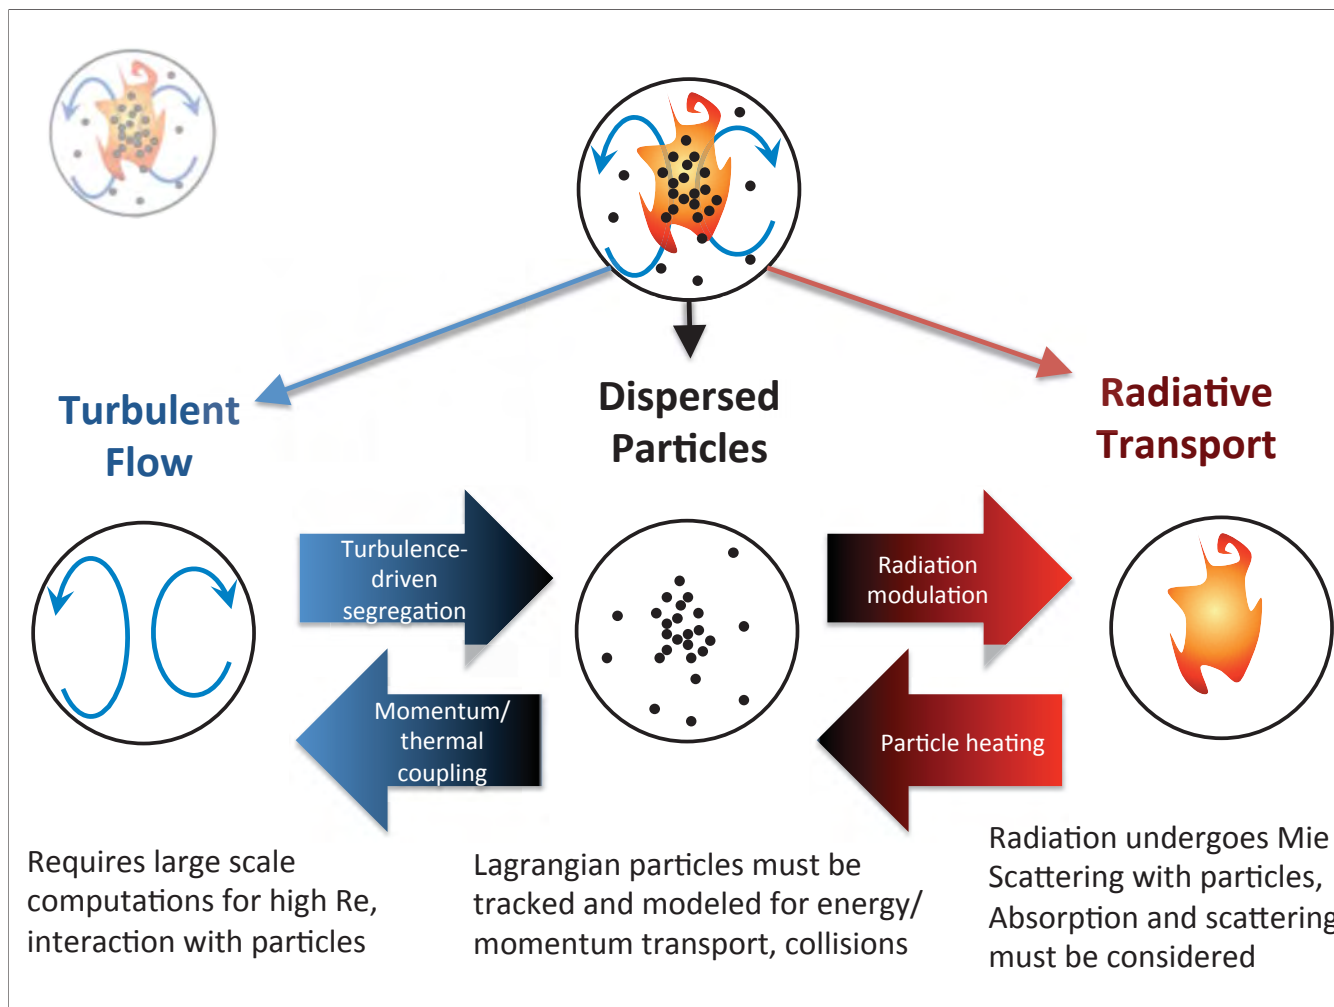 Turbulent
Flow
Dispersed
Particles
Radiative
Transport
Turbulence-
driven
segregation
Radiation
modulation
Momentum/
thermal
coupling
Particle heating
Requires large scale
computations for high Re,
interaction with particles
Lagrangian particles must be
tracked and modeled for energy/
momentum transport, collisions
Radiation undergoes Mie
Scattering with particles,
Absorption and scattering
must be considered